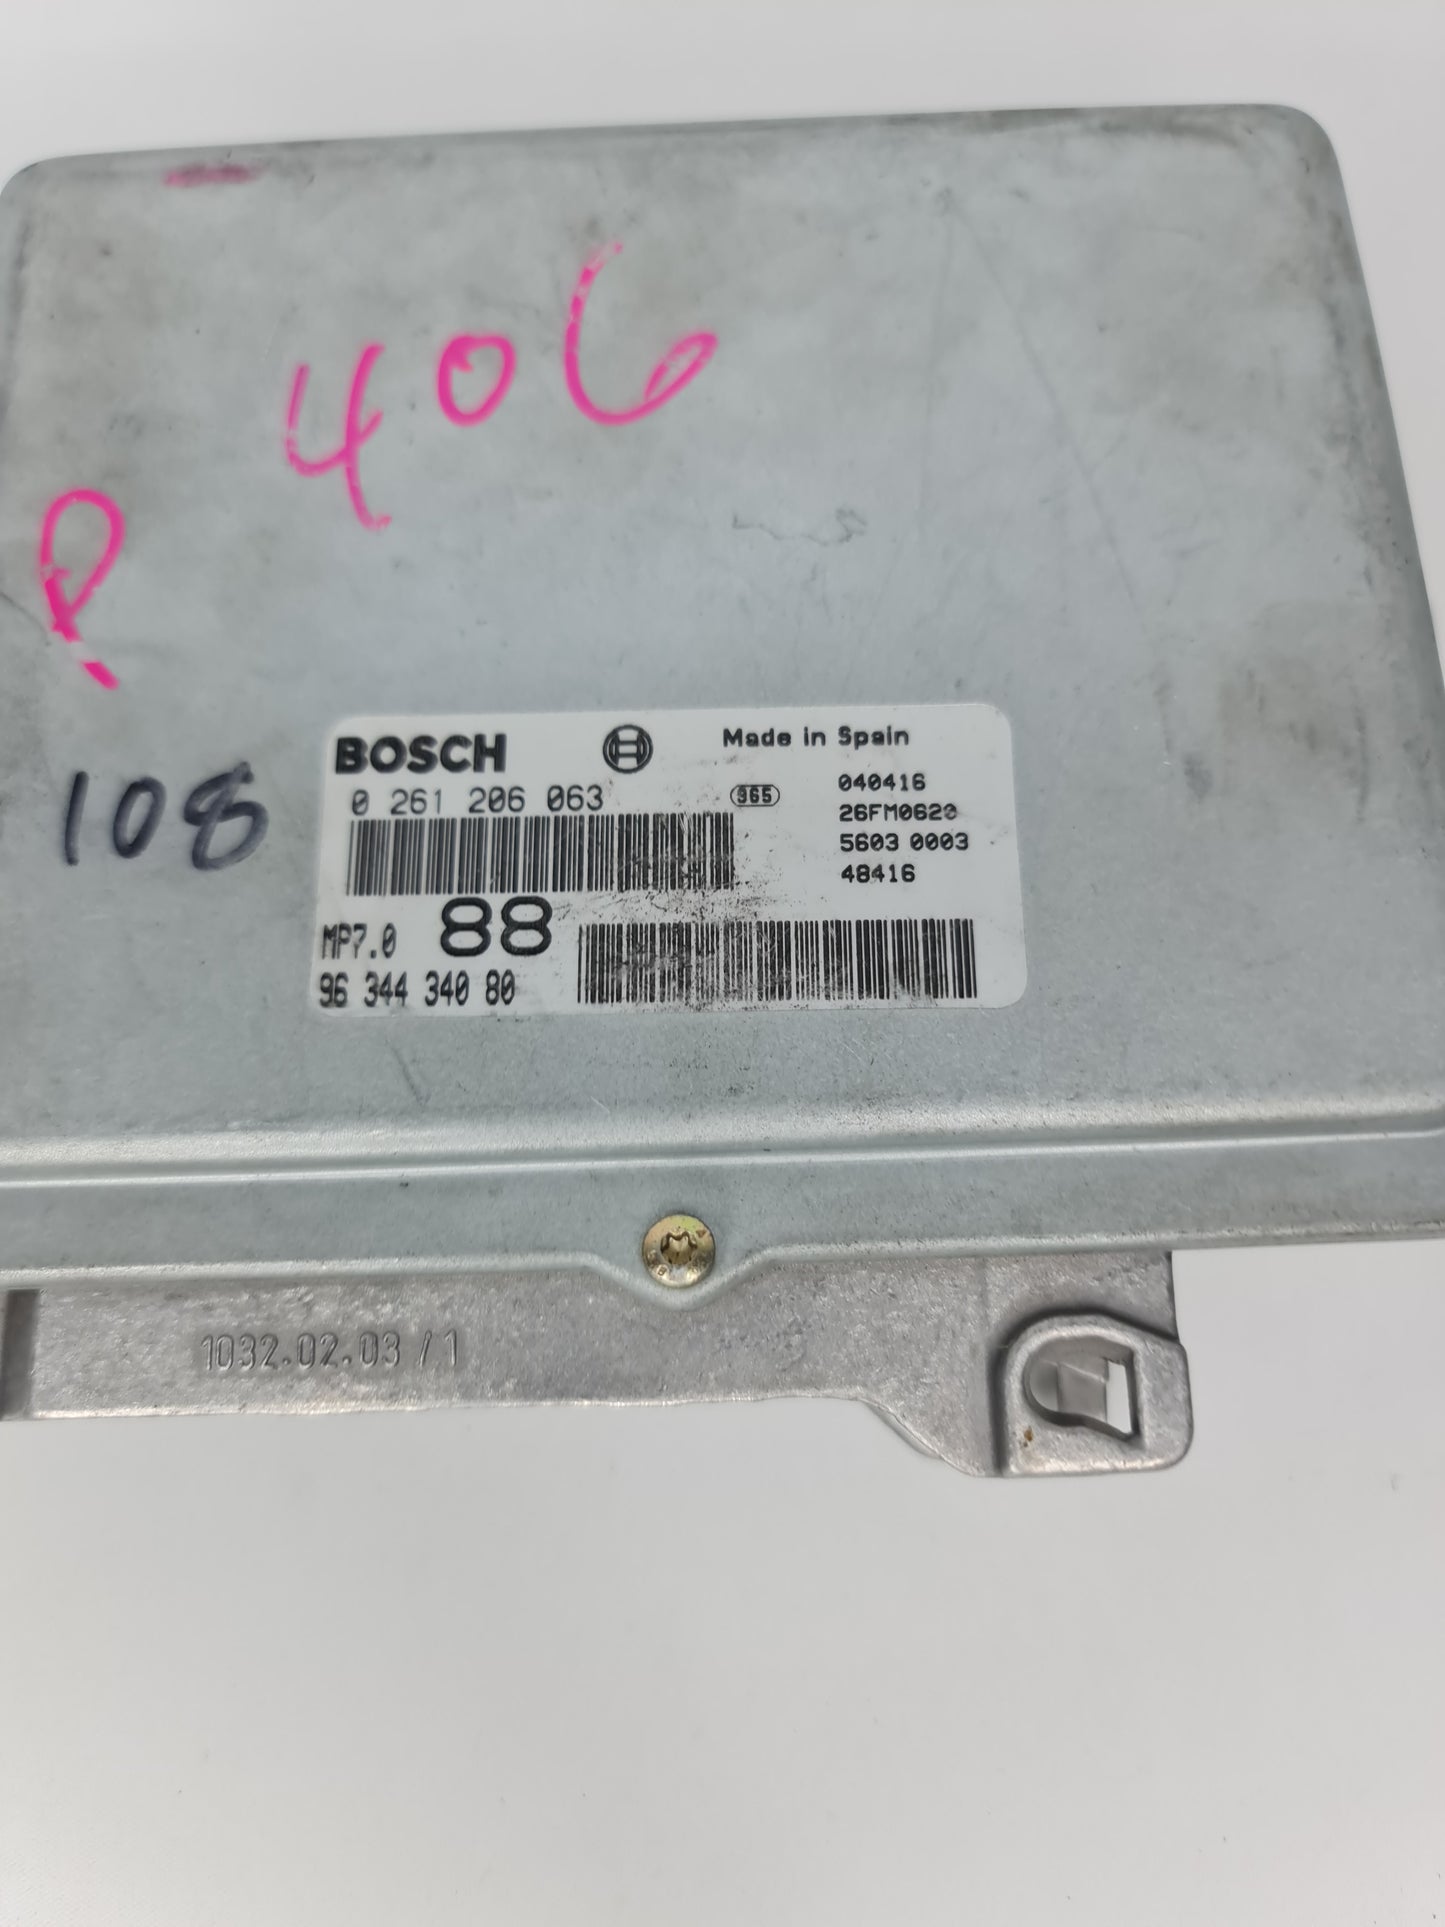 406
P
108
BOSCH
Made in Spain
0 261 206 063
965
040416
26FM0620
5603 0003
48416
MP7.0
88
96 344 340 80
1032.02.03 / 1